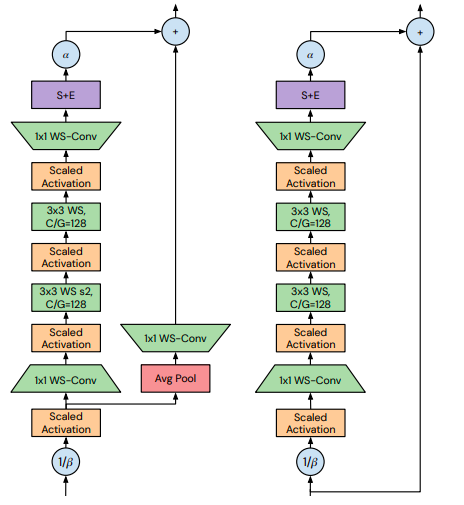 +
α
S+E
1x1 WS-Conv
Scaled
Activation
3x3 WS,
C/G=128
Scaled
Activation
3x3 WS s2,
C/G=128
Scaled
Activation
1x1 WS-Conv
Scaled
Activation
1/β
1x1 WS-Conv
Avg Pool
+
α
S+E
1x1 WS-Conv
Scaled
Activation
3x3 WS,
C/G=128
Scaled
Activation
3x3 WS,
C/G=128
Scaled
Activation
1x1 WS-Conv
Scaled
Activation
1/β